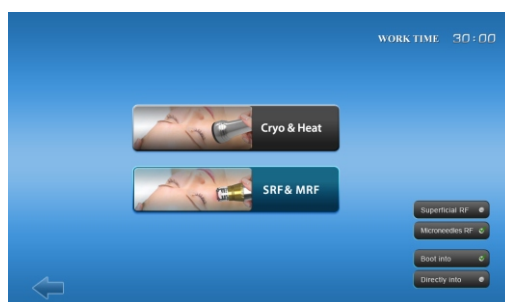 WORK TIME 30:00
Cryo & Heat
SRF& MRF
Superficial RF
Microneedles RF
Boot into
Directly into